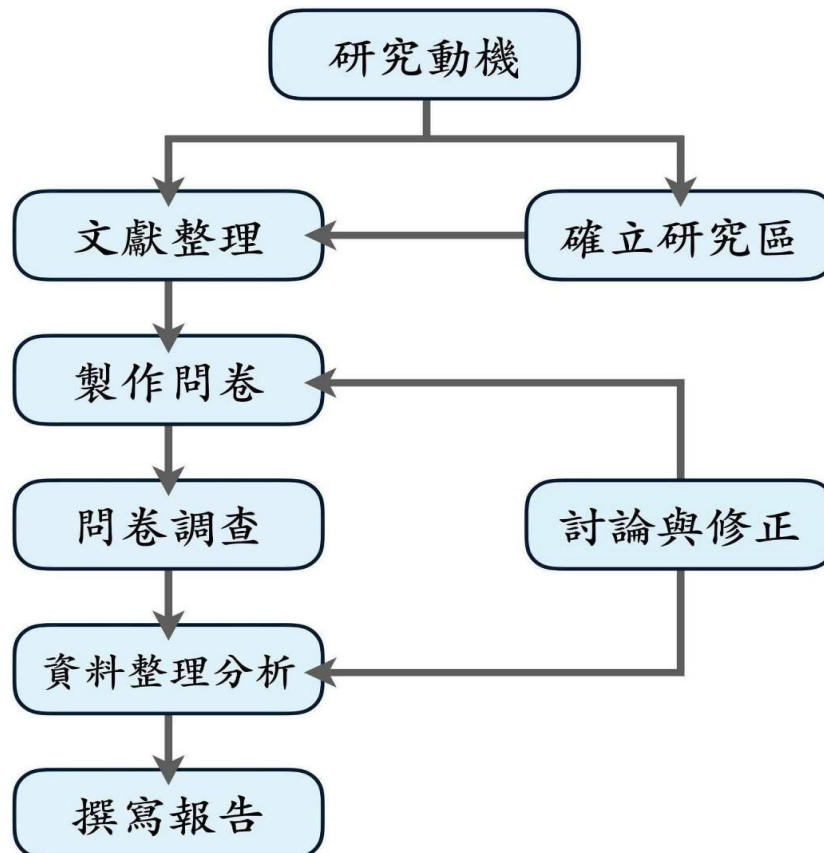 研究動機
文獻整理
確立研究區
製作問卷
問卷調查
討論與修正
資料整理分析
撰寫報告